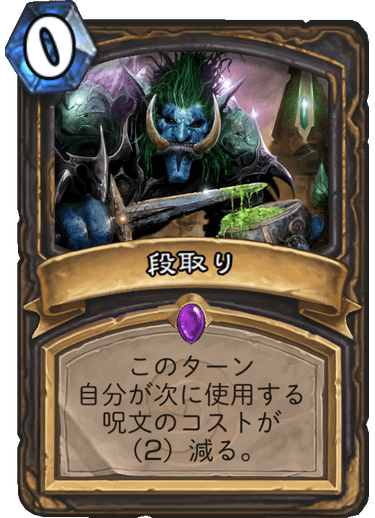 0
段取り
このターン
自分が次に使用する
呪文のコストが
（2）減る。